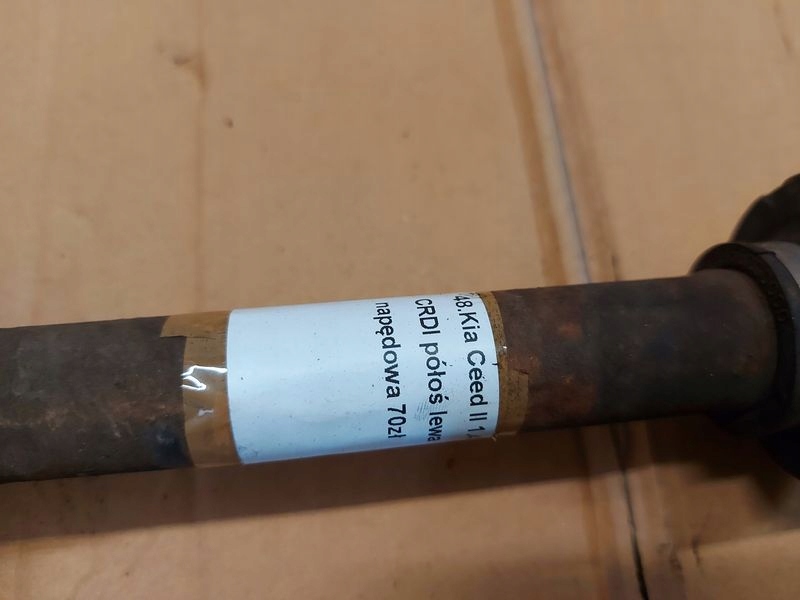 48.Kia Ceed II 1
CRDI półoś lewa
napędowa 70zł